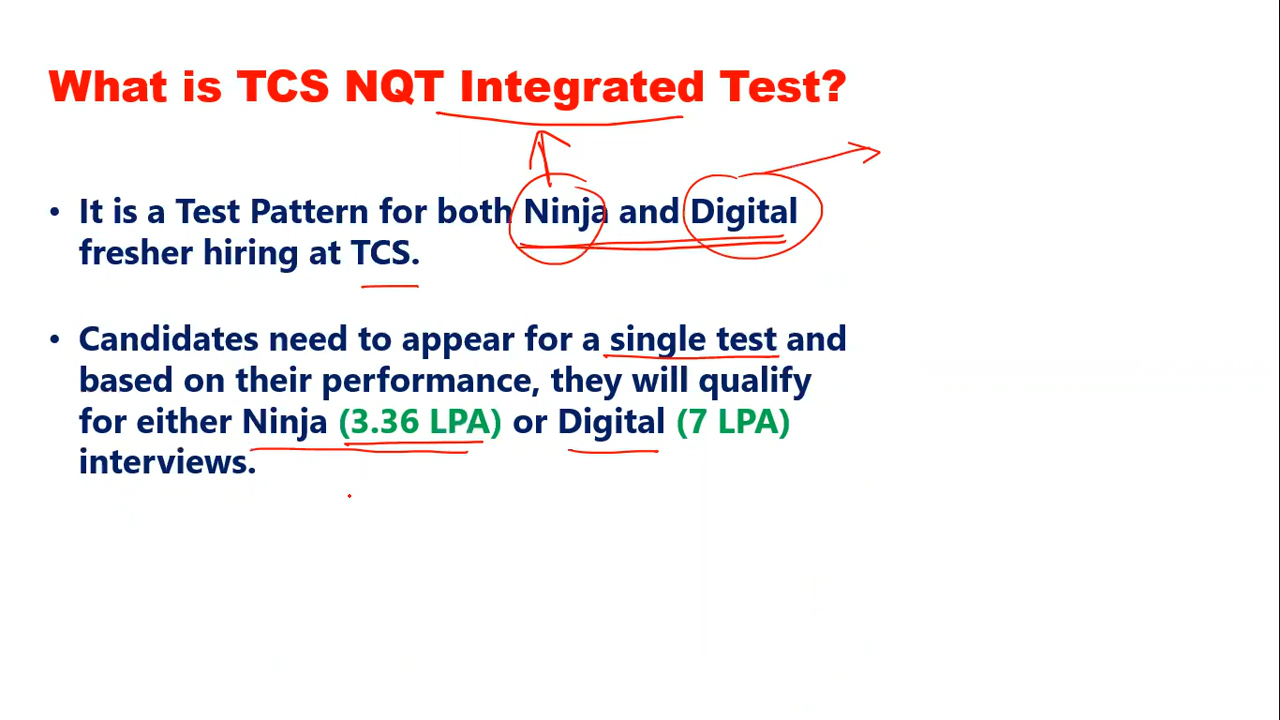 What is TCS NQT Integrated Test?
• It is a Test Pattern for both Ninja and Digital
fresher hiring at TCS.
• Candidates need to appear for a single test and
based on their performance, they will qualify
for either Ninja (3.36 LPA) or Digital (7 LPA)
interviews.